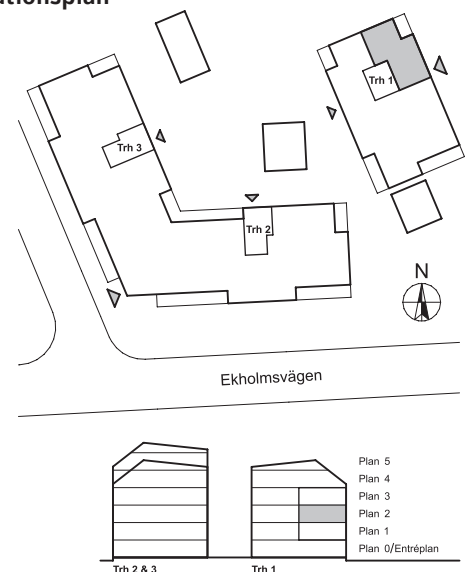 ationsplan
Trh 1
Trh 3
Trh 2
N
Ekholmsvägen
Plan 5
Plan 4
Plan 3
Plan 2
Plan 1
Plan 0/Entréplan
Trh 2 & 3
Trh 1